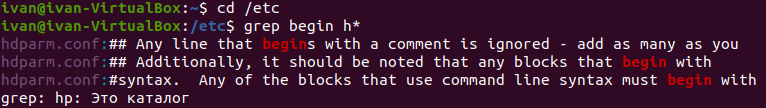 ivan@ivan-VirtualBox:~$ cd /etc
ivan@ivan-VirtualBox:/etc$ grep begin h*
hdparm.conf:## Any line that begins with a comment is ignored - add as many as you
hdparm.conf:## Additionally, it should be noted that any blocks that begin with
hdparm.conf:#syntax.  Any of the blocks that use command line syntax must begin with
grep: hp: Это каталог